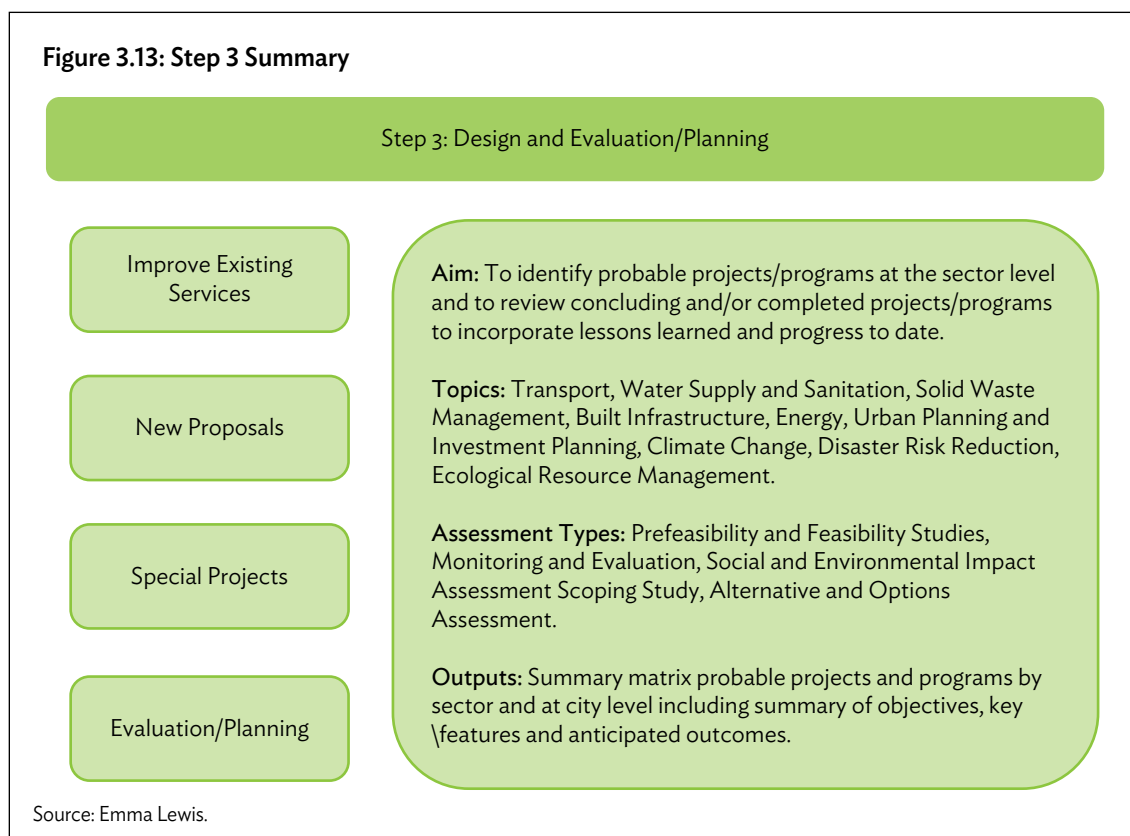 Figure 3.13: Step 3 Summary
Step 3: Design and Evaluation/Planning
Improve Existing
Services
New Proposals
Special Projects
Evaluation/Planning
Aim: To identify probable projects/programs at the sector level
and to review concluding and/or completed projects/programs
to incorporate lessons learned and progress to date.
Topics: Transport, Water Supply and Sanitation, Solid Waste
Management, Built Infrastructure, Energy, Urban Planning and
Investment Planning, Climate Change, Disaster Risk Reduction,
Ecological Resource Management.
Assessment Types: Prefeasibility and Feasibility Studies,
Monitoring and Evaluation, Social and Environmental Impact
Assessment Scoping Study, Alternative and Options
Assessment.
Outputs: Summary matrix probable projects and programs by
sector and at city level including summary of objectives, key
\features and anticipated outcomes.
Source: Emma Lewis.